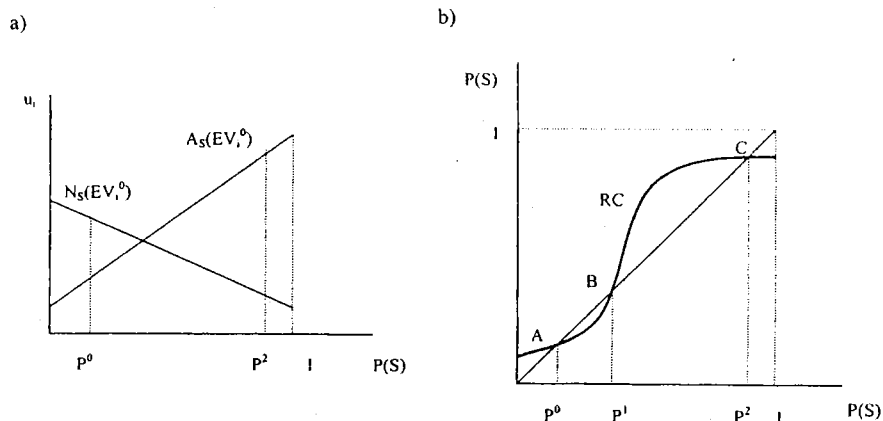 a)
u_i
A_S(EV_i^0)
N_S(EV_i^0)
P^0
P^2
1
P(S)
b)
P(S)
1
C
RC
B
A
P^0
P^1
P^2
1
P(S)